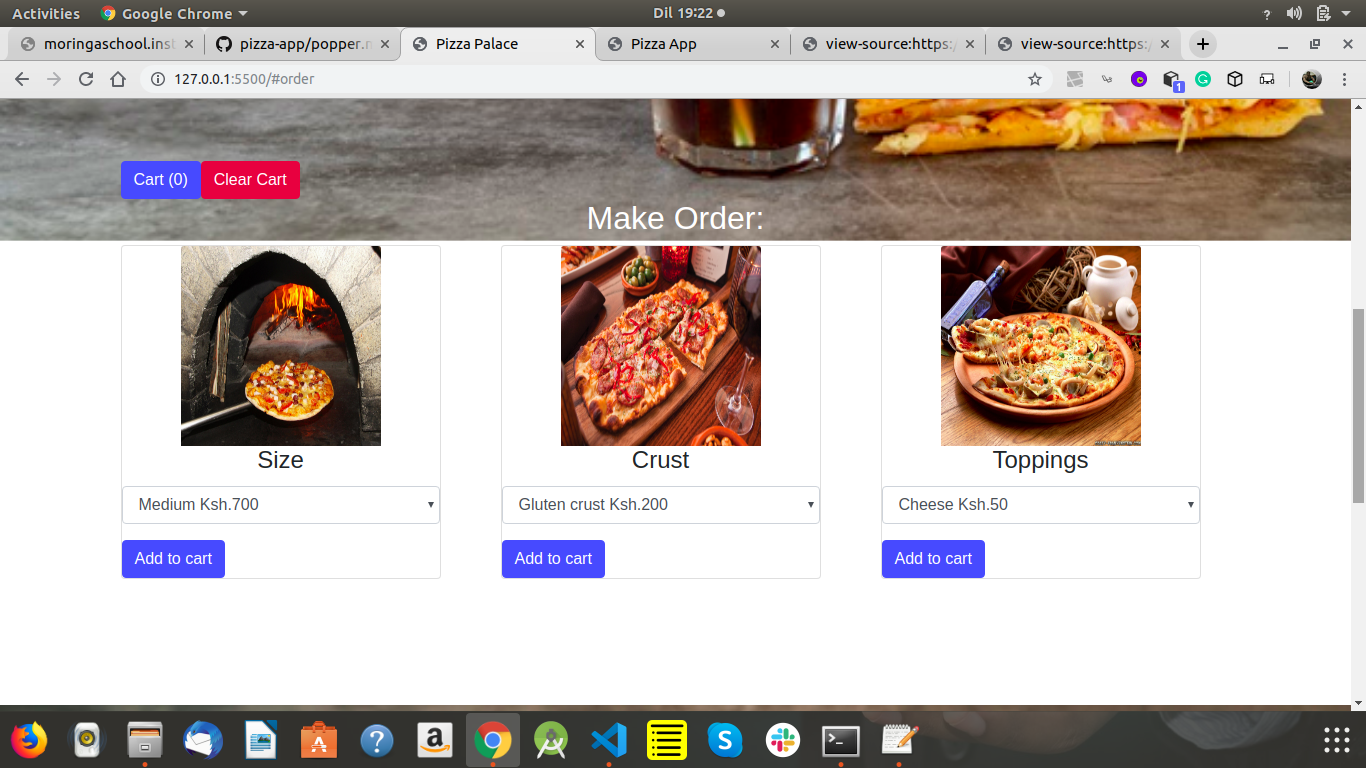 Activities
Google Chrome
Dil 19:22
moringaschool.inst
pizza-app/popper.m
Pizza Palace
Pizza App
view-source:https:/
view-source:https:/
127.0.0.1:5500/#order
1
Cart (0)
Clear Cart
Make Order:
Size
Crust
Toppings
Medium Ksh.700
Gluten crust Ksh.200
Cheese Ksh.50
Add to cart
Add to cart
Add to cart